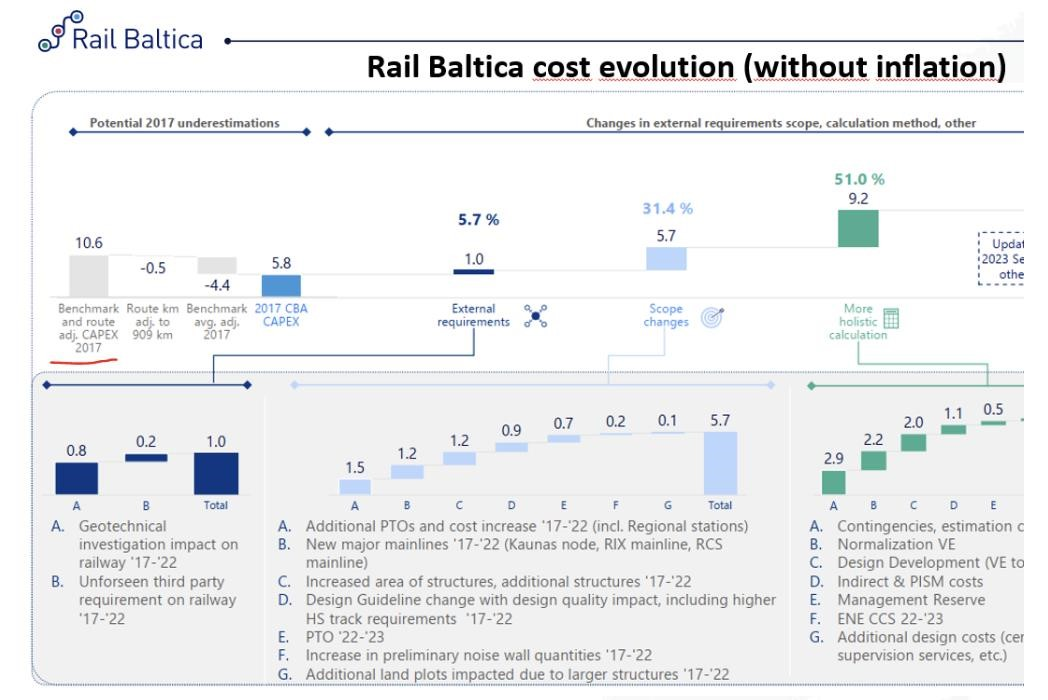 Rail Baltica
Rail Baltica cost evolution (without inflation)
Potential 2017 underestimations
Changes in external requirements scope, calculation method, other
10.6
-0.5
-4.4
5.8
5.7 %
1.0
31.4 %
5.7
51.0 %
9.2
2023
Benchmark
and route
adj. CAPEX
2017
Route km
adj. to
909 km
Benchmark
avg. adj.
2017
2017 CBA
CAPEX
External
requirements
Scope
changes
More
holistic
calculation
0.8
0.2
1.0
A
B
Total
A. Geotechnical
investigation impact on
railway '17-'22
B. Unforseen third party
requirement on railway
'17-'22
1.5
1.2
1.2
0.9
0.7
0.2
0.1
5.7
A
B
C
D
E
F
G
Total
A. Additional PTOs and cost increase '17-'22 (incl. Regional stations)
B. New major mainlines '17-'22 (Kaunas node, RIX mainline, RCS
mainline)
C. Increased area of structures, additional structures '17-'22
D. Design Guideline change with design quality impact, including higher
HS track requirements '17-'22
E. PTO '22-'23
F. Increase in preliminary noise wall quantities '17-'22
G. Additional land plots impacted due to larger structures '17-'22
2.9
2.2
2.0
1.1
0.5
A
B
C
D
E
A. Contingencies, estimation
B. Normalization VE
C. Design Development (VE to
D. Indirect & PISM costs
E. Management Reserve
F. ENE CCS 22-'23
G. Additional design costs
supervision services, etc.)